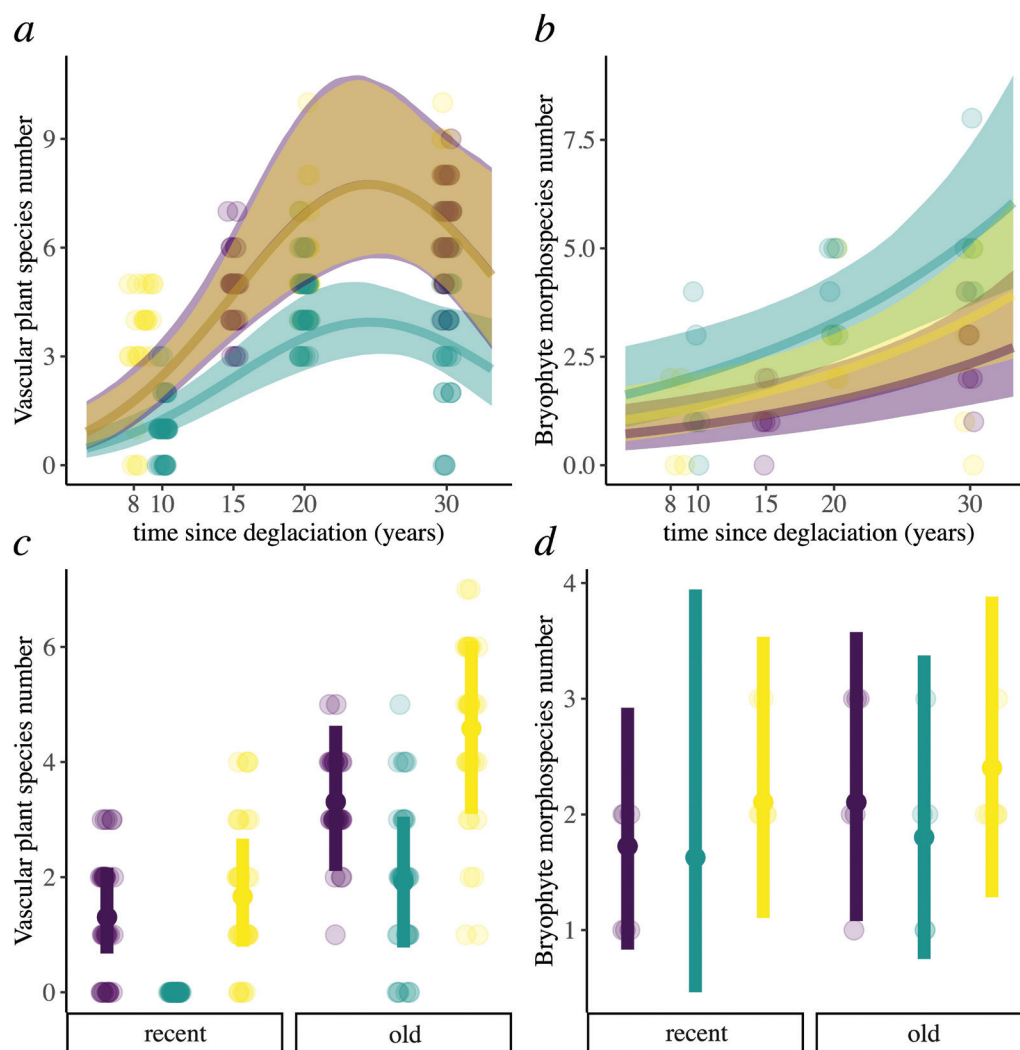 a
b
Vascular plant species number
9
6
3
0
8 10 15 20 30
time since deglaciation (years)
Bryophyte morphospecies number
7.5
5.0
2.5
0.0
8 10 15 20 30
time since deglaciation (years)
c
d
Vascular plant species number
6
4
2
0
recent old
Bryophyte morphospecies number
4
3
2
1
recent old